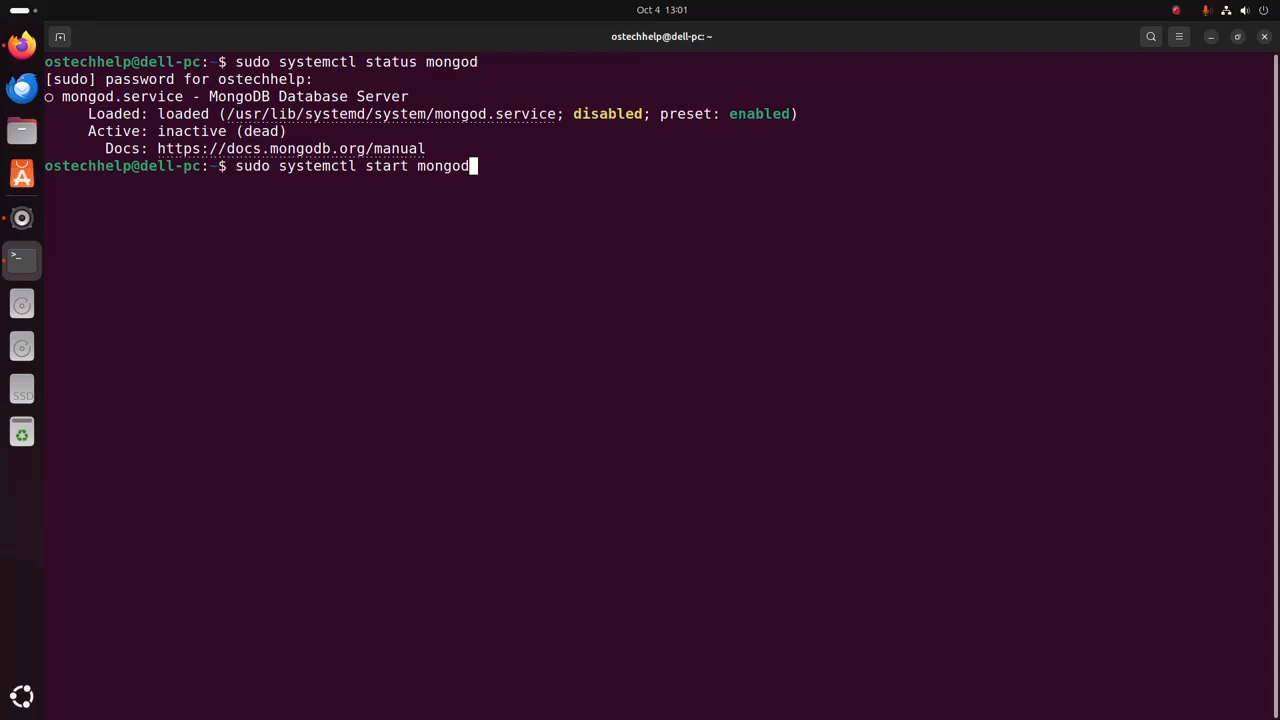 Oct 4 13:01
ostechhelp@dell-pc: ~
ostechhelp@dell-pc:~$ sudo systemctl status mongod
[sudo] password for ostechhelp:
○ mongod.service - MongoDB Database Server
Loaded: loaded (/usr/lib/systemd/system/mongod.service; disabled; preset: enabled)
Active: inactive (dead)
Docs: https://docs.mongodb.org/manual
ostechhelp@dell-pc:~$ sudo systemctl start mongod
>_
SSD